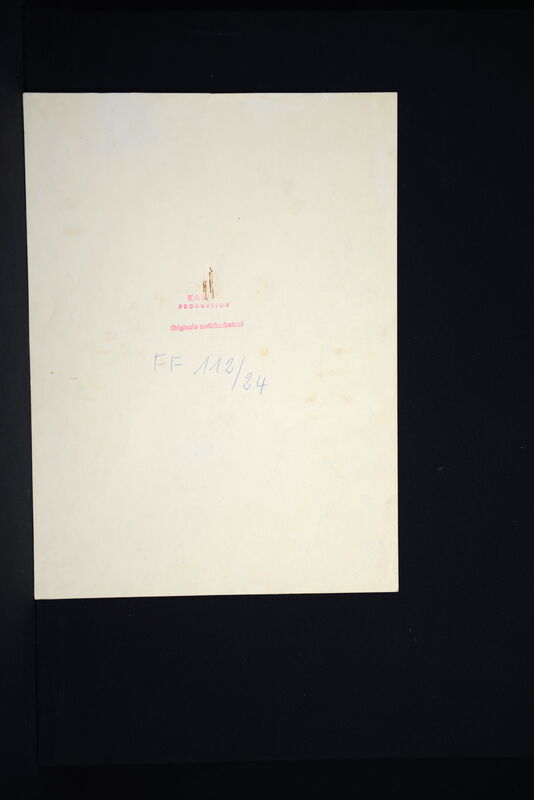 PRODUCTION
Originale zurückerbeten!
FF 112/24